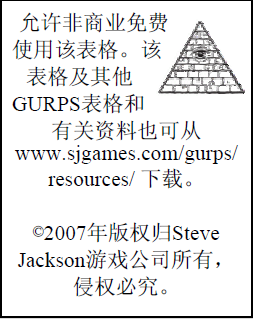 允许非商业免费
使用该表格。该
表格及其他
GURPS表格和
有关资料也可从
www.sjgames.com/gurps/
resources/ 下载。
©2007年版权归Steve
Jackson游戏公司所有，
侵权必究。